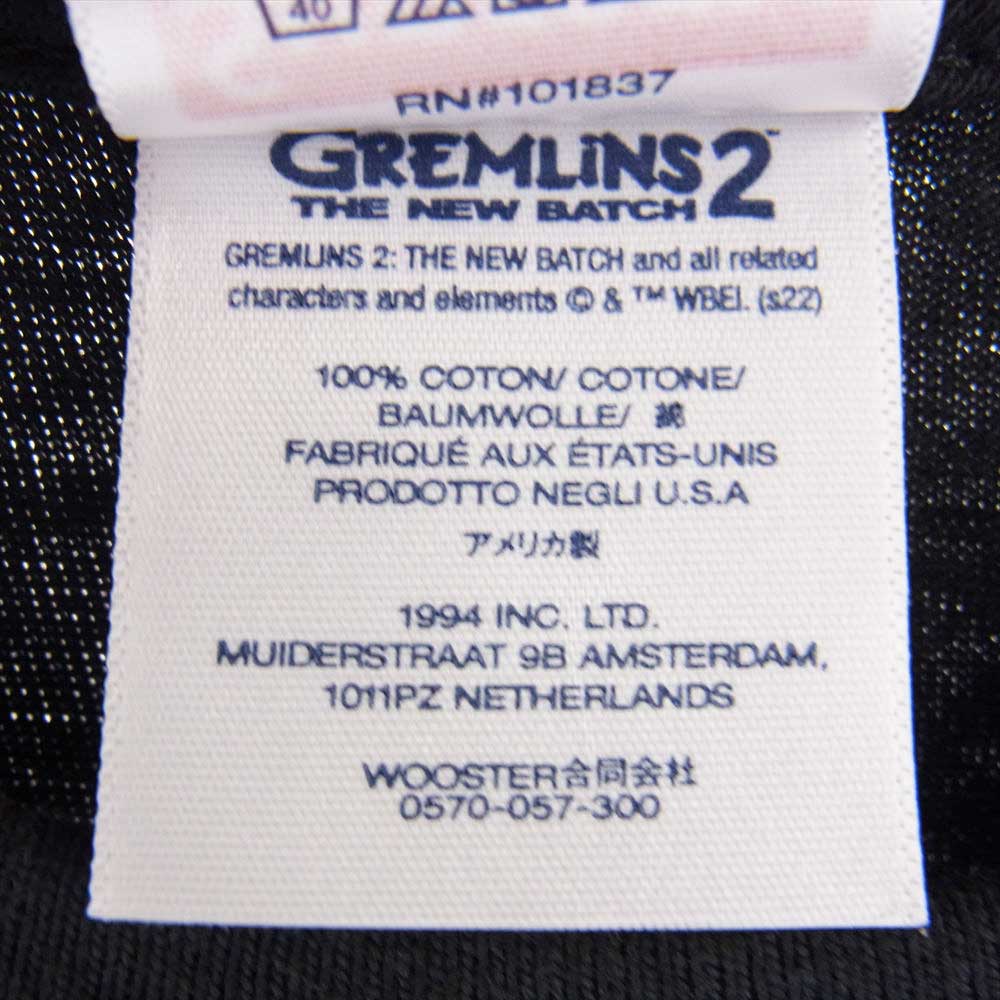 40
RN#101837
GREMLiNS 2™
THE NEW BATCH
GREMLINS 2: THE NEW BATCH and all related
characters and elements © & ™ WBEI. (s22)
100% COTON/ COTONE/
BAUMWOLLE/ 綿
FABRIQUÉ AUX ÉTATS-UNIS
PRODOTTO NEGLI U.S.A
アメリカ製
1994 INC. LTD.
MUIDERSTRAAT 9B AMSTERDAM,
1011PZ NETHERLANDS
WOOSTER合同会社
0570-057-300